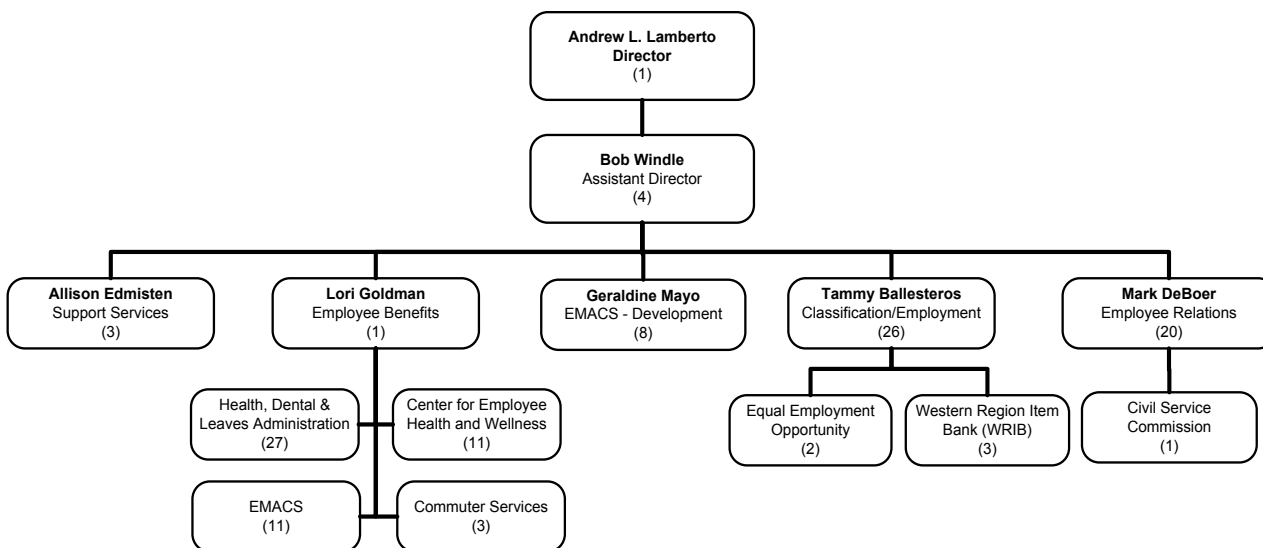 Andrew L. Lamberto
Director
(1)
Bob Windle
Assistant Director
(4)
Allison Edmisten
Support Services
(3)
Lori Goldman
Employee Benefits
(1)
Geraldine Mayo
EMACS - Development
(8)
Tammy Ballesteros
Classification/Employment
(26)
Mark DeBoer
Employee Relations
(20)
Health, Dental &
Leaves Administration
(27)
Center for Employee
Health and Wellness
(11)
EMACS
(11)
Commuter Services
(3)
Equal Employment
Opportunity
(2)
Western Region Item
Bank (WRIB)
(3)
Civil Service
Commission
(1)